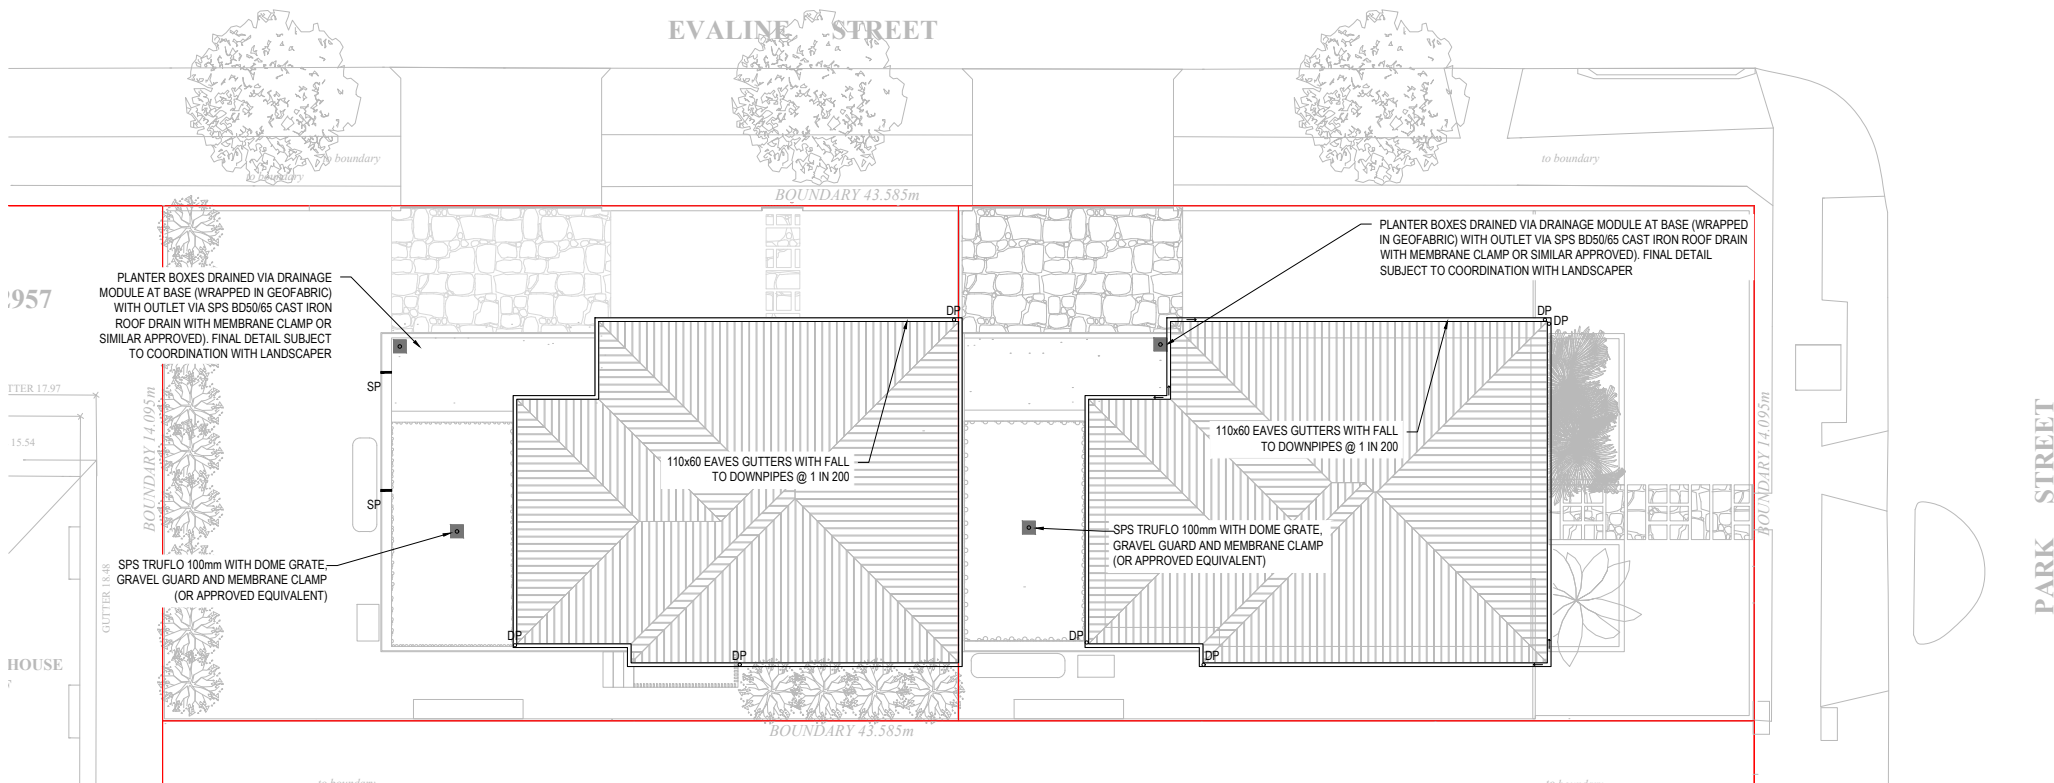 EVALINE STREET
to boundary
to boundary
to boundary
BOUNDARY 43.585m
PLANTER BOXES DRAINED VIA DRAINAGE MODULE AT BASE (WRAPPED
IN GEOFABRIC) WITH OUTLET VIA SPS BD50/65 CAST IRON ROOF DRAIN
WITH MEMBRANE CLAMP OR SIMILAR APPROVED). FINAL DETAIL
SUBJECT TO COORDINATION WITH LANDSCAPER
PLANTER BOXES DRAINED VIA DRAINAGE
MODULE AT BASE (WRAPPED IN GEOFABRIC)
WITH OUTLET VIA SPS BD50/65 CAST IRON
ROOF DRAIN WITH MEMBRANE CLAMP OR
SIMILAR APPROVED). FINAL DETAIL SUBJECT
TO COORDINATION WITH LANDSCAPER
2957
DP
DP
DP
SP
SP
TTER 17.97
15.54
BOUNDARY 14.095m
GUTTER 18.48
HOUSE
110x60 EAVES GUTTERS WITH FALL
TO DOWNPIPES @ 1 IN 200
110x60 EAVES GUTTERS WITH FALL
TO DOWNPIPES @ 1 IN 200
SPS TRUFLO 100mm WITH DOME GRATE,
GRAVEL GUARD AND MEMBRANE CLAMP
(OR APPROVED EQUIVALENT)
SPS TRUFLO 100mm WITH DOME GRATE,
GRAVEL GUARD AND MEMBRANE CLAMP
(OR APPROVED EQUIVALENT)
BOUNDARY 14.095m
PARK STREET
DP
DP
DP
DP
BOUNDARY 43.585m
to boundary
to boundary